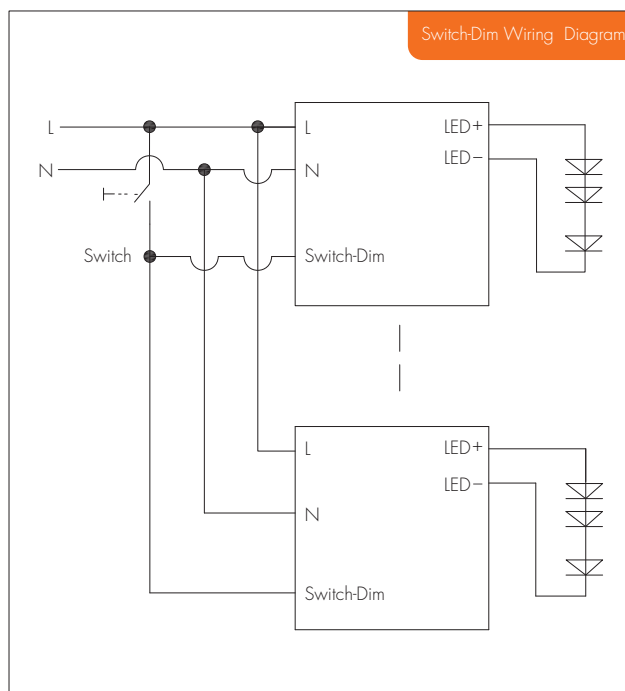 Switch-Dim Wiring Diagram
L
L
LED+
N
N
LED–
Switch
Switch-Dim
L
LED+
LED–
N
Switch-Dim